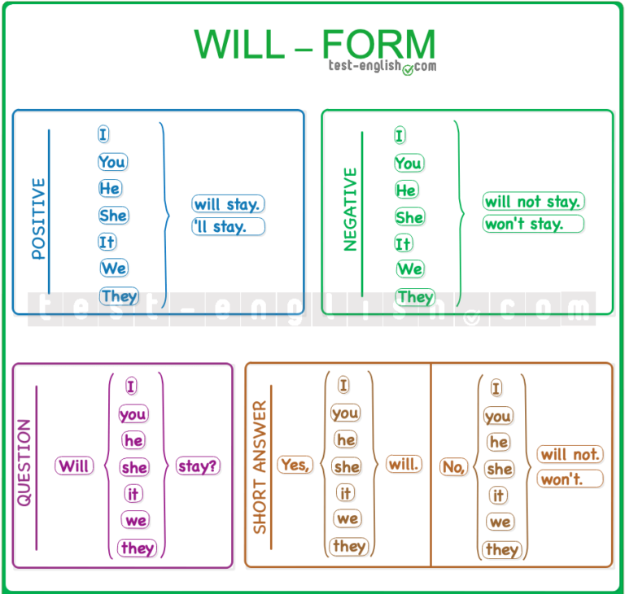 WILL – FORM
test-english.com
POSITIVE
I
You
He
She
It
We
They
will stay.
'll stay.
NEGATIVE
I
You
He
She
It
We
They
will not stay.
won't stay.
test-english.com
QUESTION
Will
I
you
he
she
it
we
they
stay?
SHORT ANSWER
Yes,
I
you
he
she
it
we
they
will.
No,
I
you
he
she
it
we
they
will not.
won't.